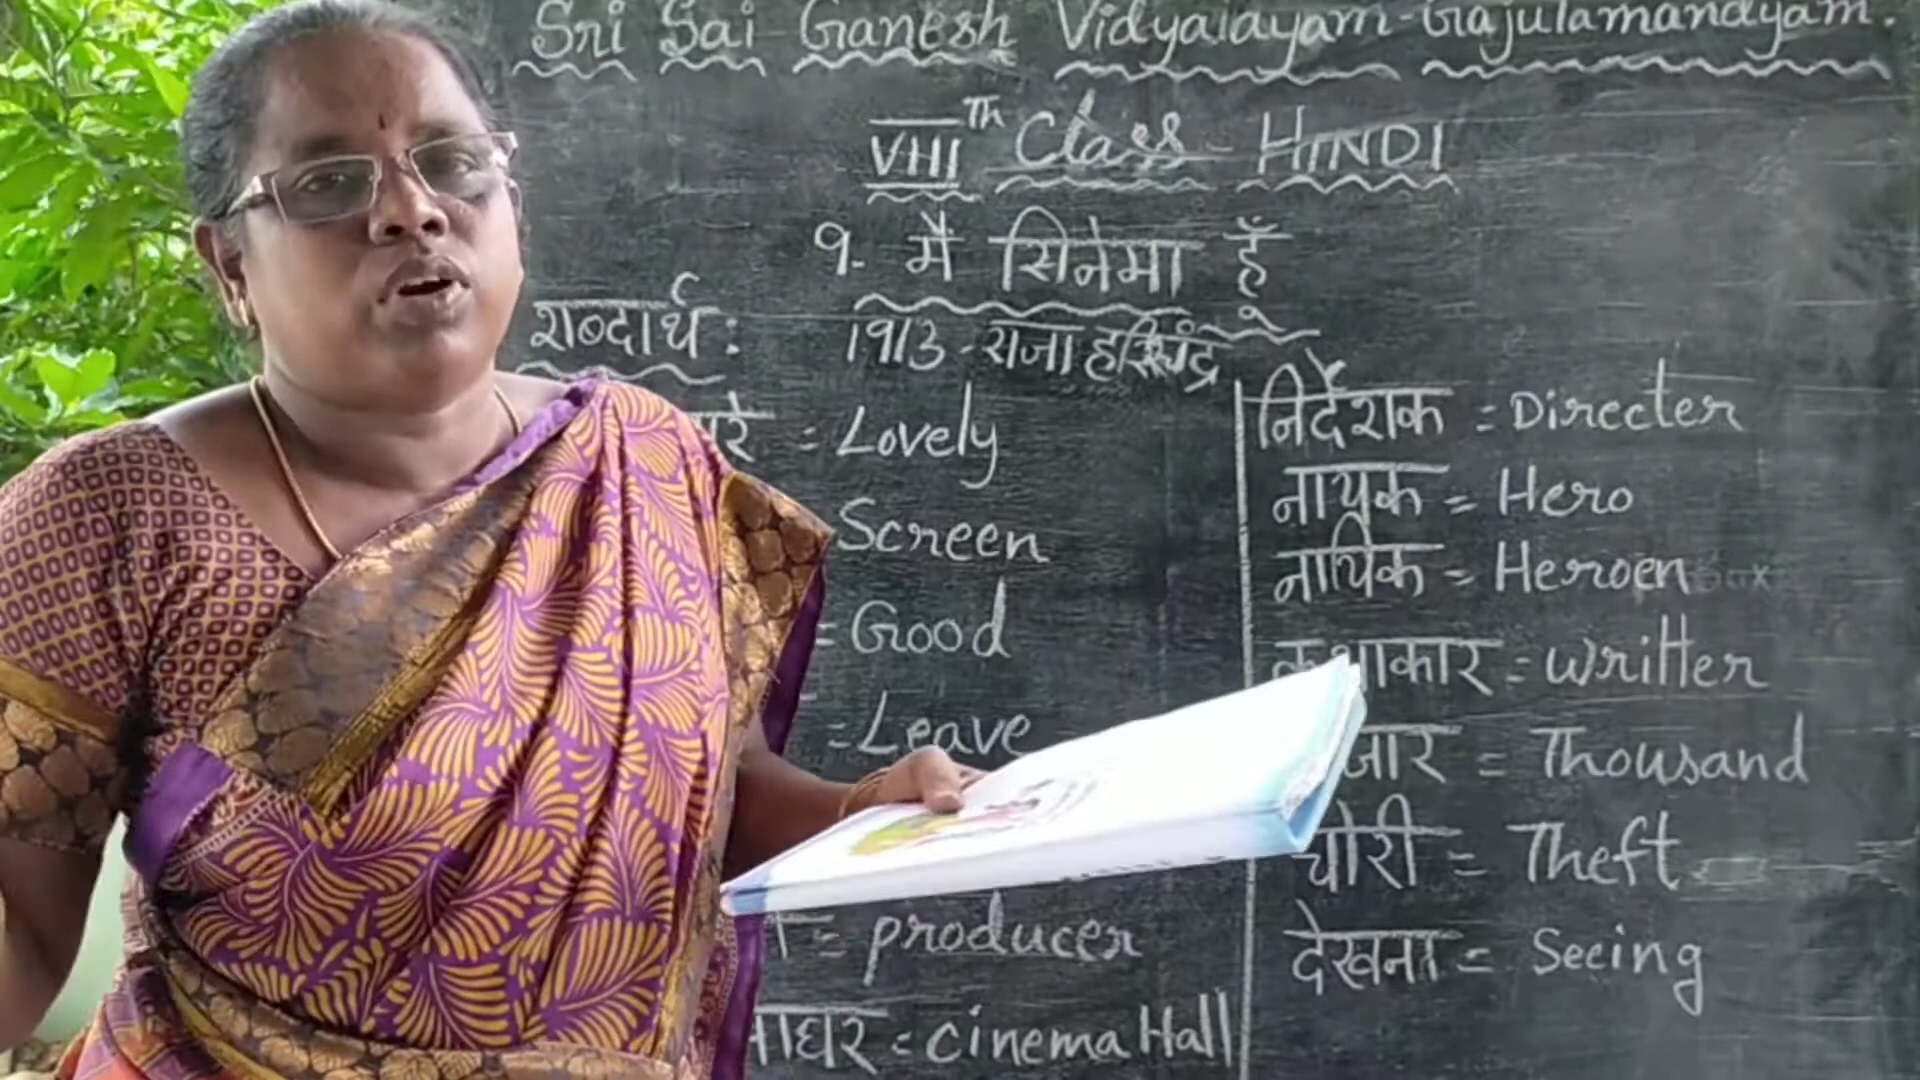 Sri Sai Ganesh Vidyalayam - Gajulamandyam.
VIII Th Class - HINDI
१. मैं सिनेमा हूँ
शब्दार्थ: 1913 - राजा हरिश्चंद्र
= Lovely
Screen
= Good
= Leave
= producer
= cinema Hall
निर्देशक = Directer
नायक = Hero
नायिक = Heroen
= writter
= Thousand
चोरी = Theft
देखना = Seeing